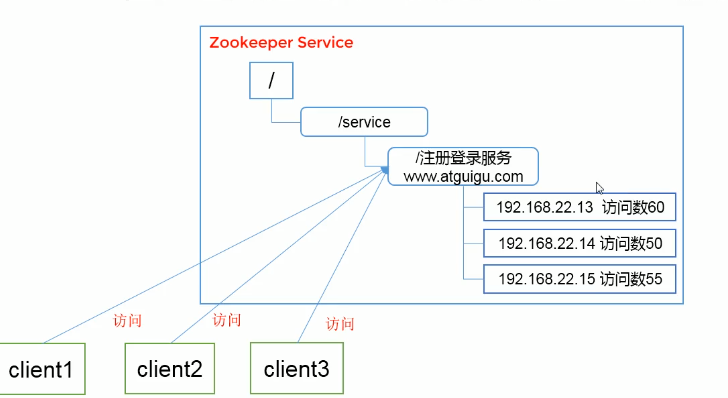 Zookeeper Service
/
/service
/注册登录服务
www.atguigu.com
192.168.22.13 访问数60
192.168.22.14 访问数50
192.168.22.15 访问数55
访问
访问
访问
client1
client2
client3